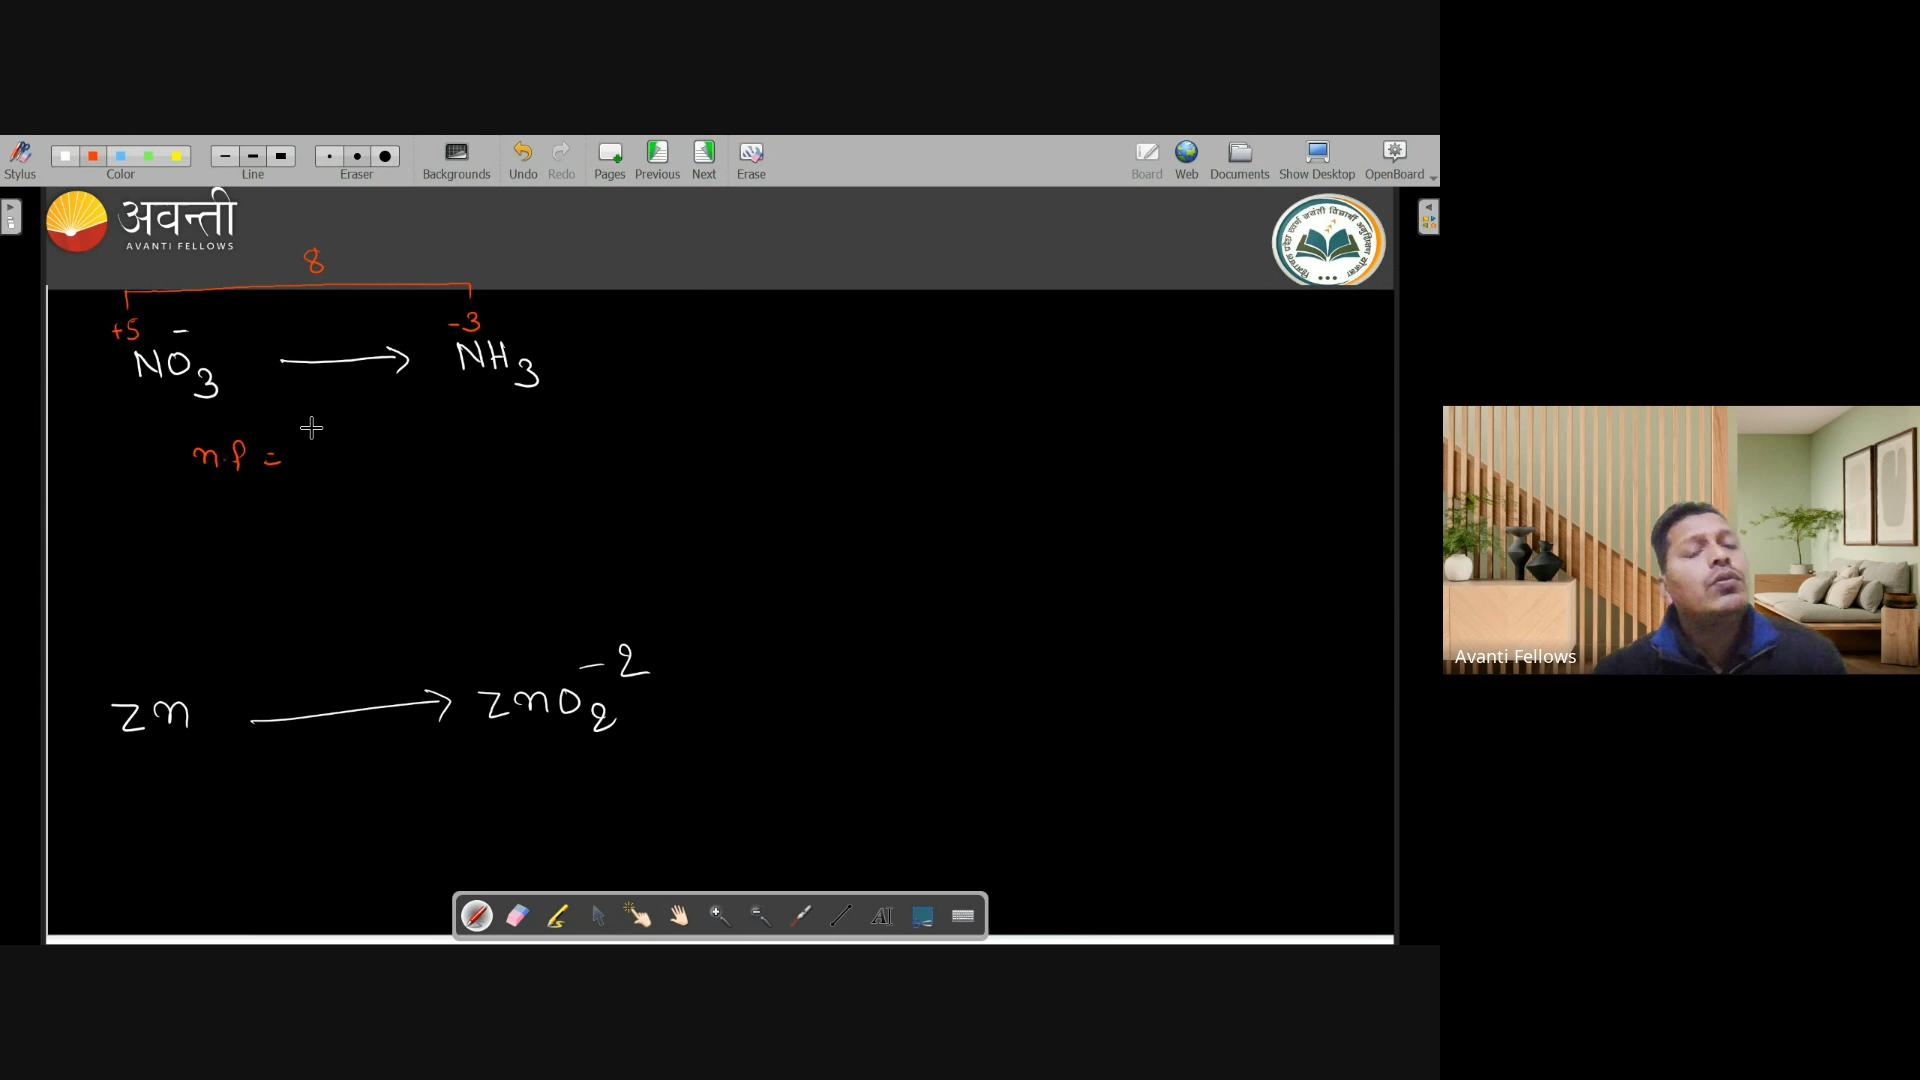 Stylus Color Line Eraser Backgrounds Undo Redo Pages Previous Next Erase Board Web Documents Show Desktop OpenBoard
अवन्ती
AVANTI FELLOWS
8
+5 − -3
NO3 → NH3
n.f =
Zn → ZnO2 −2
Avanti Fellows
AI